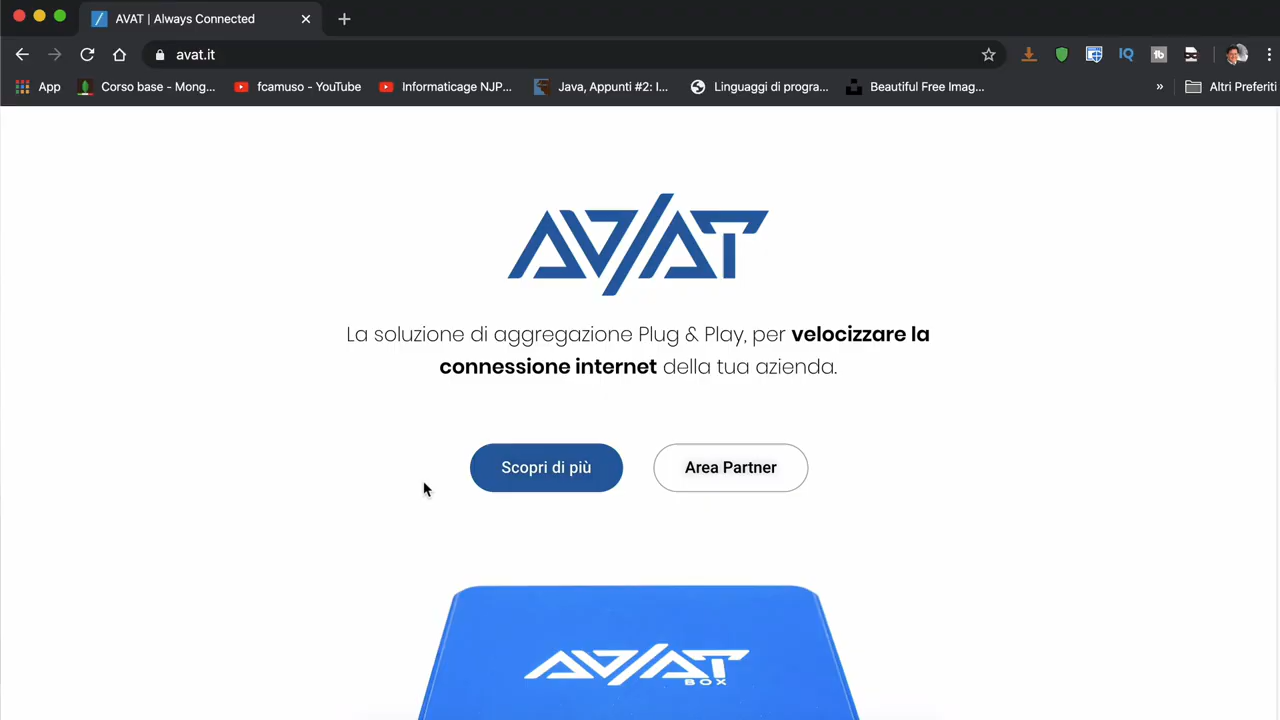 AVAT | Always Connected
avat.it
App
Corso base - Mong...
fcamuso - YouTube
Informaticage NJP...
Java, Appunti #2: I...
Linguaggi di progra...
Beautiful Free Imag...
»
Altri Preferiti
AVAT
La soluzione di aggregazione Plug & Play, per velocizzare la
connessione internet della tua azienda.
Scopri di più
Area Partner
AVAT
BOX
IQ
tb